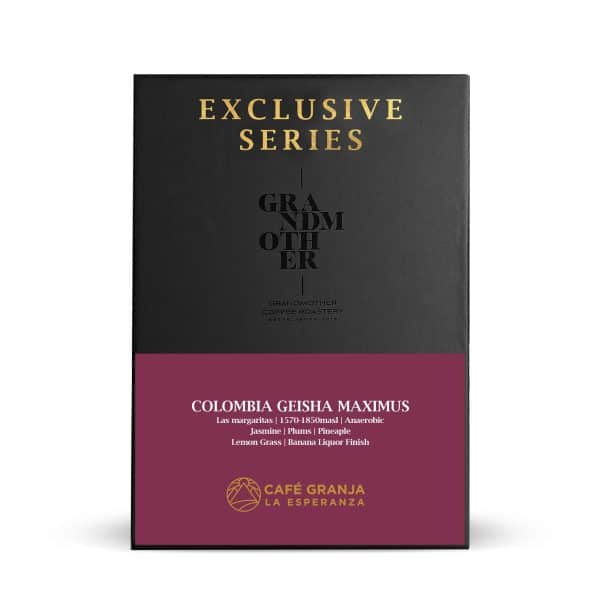 EXCLUSIVE
SERIES
GRA
NDM
OTH
ER
GRANDMOTHER
COFFEE ROASTERY
COLOMBIA GEISHA MAXIMUS
Las margaritas | 1570-1850masl | Anaerobic
Jasmine | Plums | Pineaple
Lemon Grass | Banana Liquor Finish
CAFÉ GRANJA
LA ESPERANZA